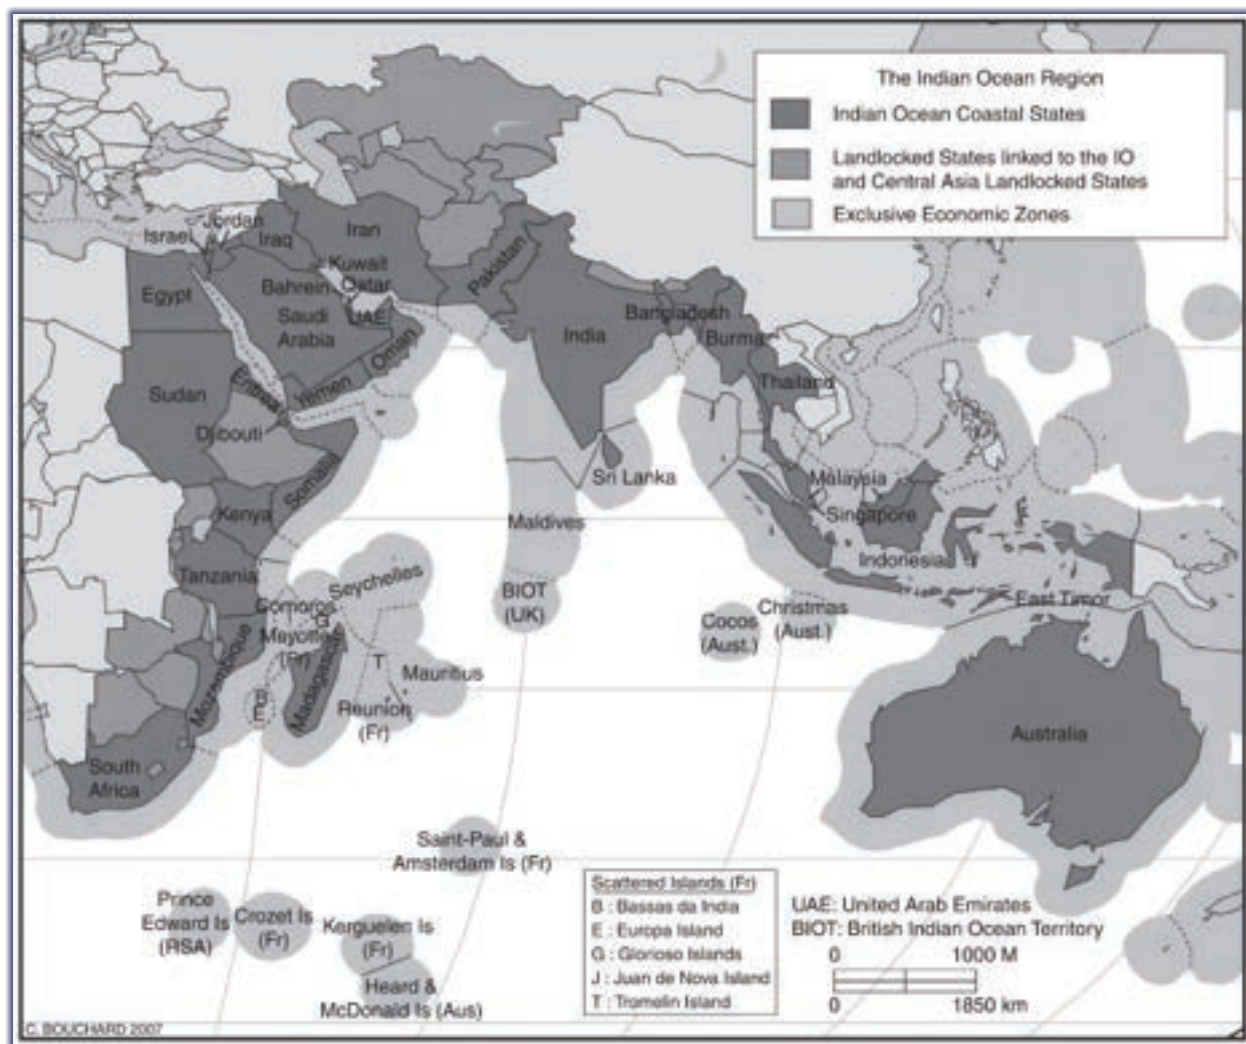 The Indian Ocean Region
Indian Ocean Coastal States
Landlocked States linked to the IO
and Central Asia Landlocked States
Exclusive Economic Zones
Jordan
Israel
Iraq
Iran
Kuwait
Bahrein
Qatar
Pakistan
Egypt
Saudi
Arabia
UAE
Oman
India
Bangladesh
Burma
Thailand
Sudan
Eritrea
Yemen
Djibouti
Somalia
Sri Lanka
Malaysia
Singapore
Kenya
Maldives
Indonesia
Tanzania
Seychelles
BIOT
(UK)
Comoros
G
Mayotte
(Fr)
Christmas
(Aust.)
Cocos
(Aust.)
East Timor
Mozambique
Madagascar
T
Mauritius
B
E
Reunion
(Fr)
Australia
South
Africa
Saint-Paul &
Amsterdam Is (Fr)
Prince
Edward Is
(RSA)
Crozet Is
(Fr)
Kerguelen Is
(Fr)
Heard &
McDonald Is (Aus)
Scattered Islands (Fr)
B : Bassas da India
E : Europa Island
G : Glorioso Islands
J : Juan de Nova Island
T : Tromelin Island
UAE: United Arab Emirates
BIOT: British Indian Ocean Territory
0 1000 M
0 1850 km
C. BOUCHARD 2007